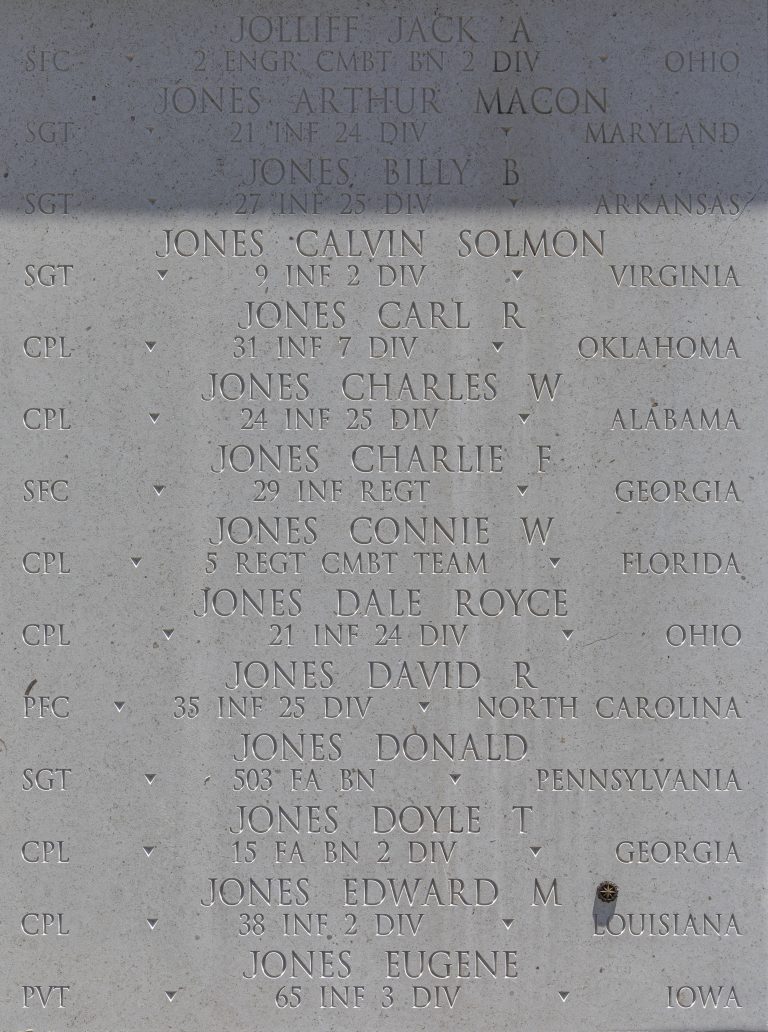 JOLLIFF JACK A
SFC 2 ENGR CMBT BN 2 DIV OHIO
JONES ARTHUR MACON
SGT 21 INF 24 DIV MARYLAND
JONES BILLY B
SGT 27 INF 25 DIV ARKANSAS
JONES CALVIN SOLMON
SGT 9 INF 2 DIV VIRGINIA
JONES CARL R
CPL 31 INF 7 DIV OKLAHOMA
JONES CHARLES W
CPL 24 INF 25 DIV ALABAMA
JONES CHARLIE F
SFC 29 INF REGT GEORGIA
JONES CONNIE W
CPL 5 REGT CMBT TEAM FLORIDA
JONES DALE ROYCE
CPL 21 INF 24 DIV OHIO
JONES DAVID R
PFC 35 INF 25 DIV NORTH CAROLINA
JONES DONALD
SGT 503 FA BN PENNSYLVANIA
JONES DOYLE T
CPL 15 FA BN 2 DIV GEORGIA
JONES EDWARD M
CPL 38 INF 2 DIV LOUISIANA
JONES EUGENE
PVT 65 INF 3 DIV IOWA